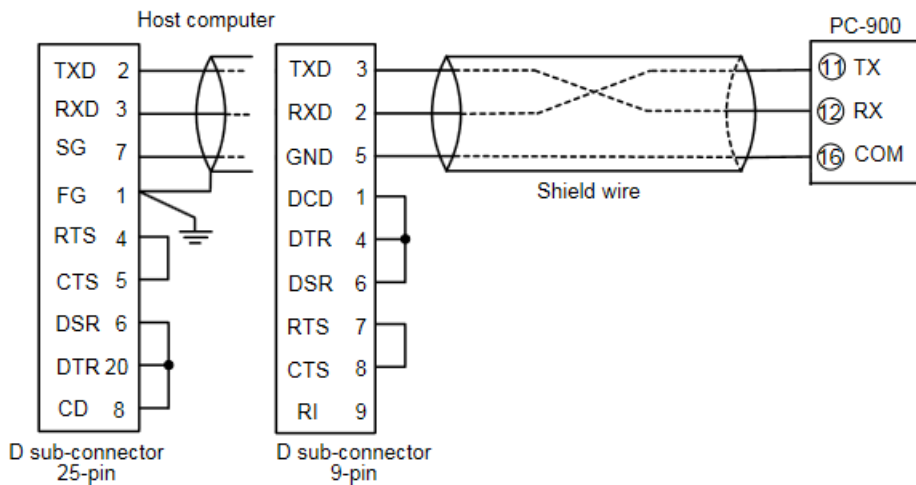 Host computer
PC-900
TXD 2
RXD 3
SG 7
FG 1
RTS 4
CTS 5
DSR 6
DTR 20
CD 8
D sub-connector
25-pin
TXD 3
RXD 2
GND 5
DCD 1
DTR 4
DSR 6
RTS 7
CTS 8
RI 9
D sub-connector
9-pin
Shield wire
11 TX
12 RX
16 COM